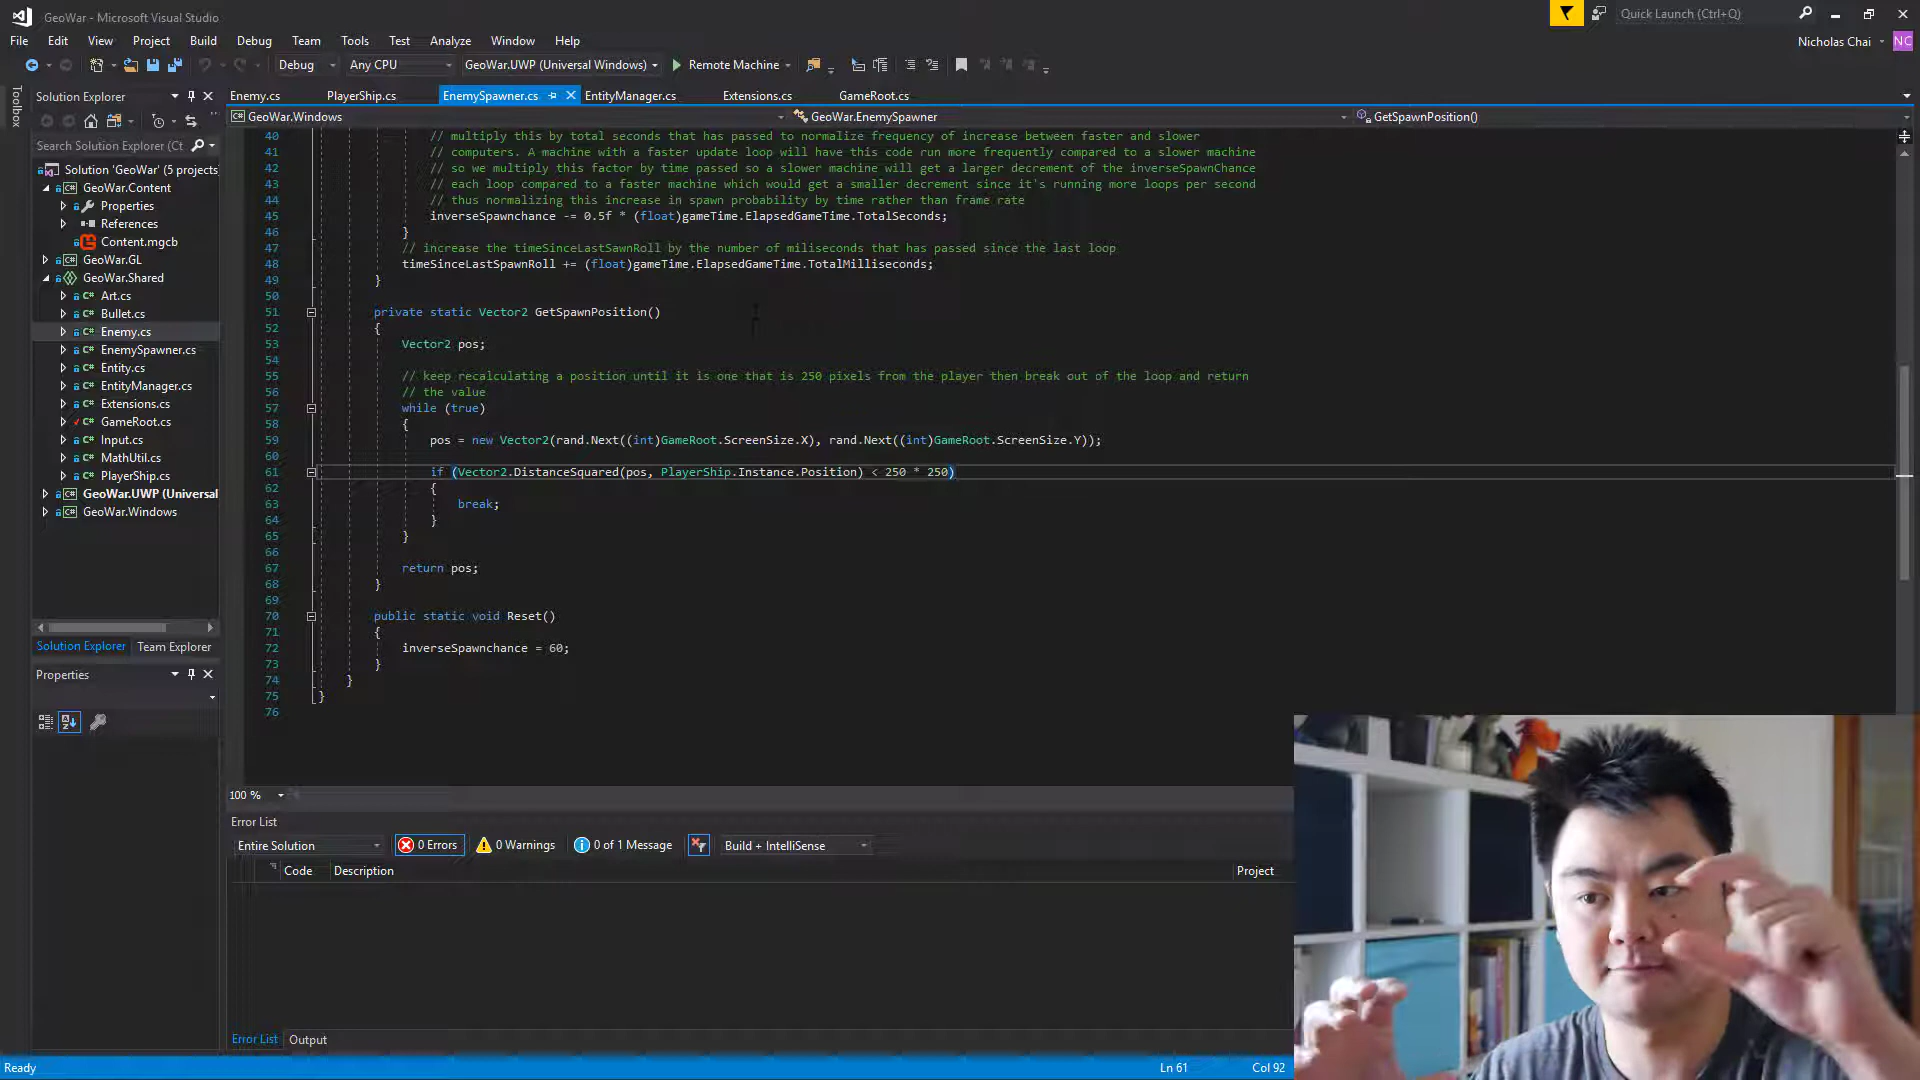 GeoWar - Microsoft Visual Studio
Quick Launch (Ctrl+Q)
File Edit View Project Build Debug Team Tools Test Analyze Window Help
Nicholas Chai
NC
Debug Any CPU GeoWar.UWP (Universal Windows) Remote Machine
Toolbox
Solution Explorer
Search Solution Explorer (Ct
Solution 'GeoWar' (5 projects
GeoWar.Content
Properties
References
Content.mgcb
GeoWar.GL
GeoWar.Shared
Art.cs
Bullet.cs
Enemy.cs
EnemySpawner.cs
Entity.cs
EntityManager.cs
Extensions.cs
GameRoot.cs
Input.cs
MathUtil.cs
PlayerShip.cs
GeoWar.UWP (Universal
GeoWar.Windows
Solution Explorer Team Explorer
Properties
Enemy.cs PlayerShip.cs EnemySpawner.cs EntityManager.cs Extensions.cs GameRoot.cs
GeoWar.Windows GeoWar.EnemySpawner GetSpawnPosition()
40 // multiply this by total seconds that has passed to normalize frequency of increase between faster and slower
41 // computers. A machine with a faster update loop will have this code run more frequently compared to a slower machine
42 // so we multiply this factor by time passed so a slower machine will get a larger decrement of the inverseSpawnChance
43 // each loop compared to a faster machine which would get a smaller decrement since it's running more loops per second
44 // thus normalizing this increase in spawn probability by time rather than frame rate
45 inverseSpawnchance -= 0.5f * (float)gameTime.ElapsedGameTime.TotalSeconds;
46 }
47 // increase the timeSinceLastSawnRoll by the number of miliseconds that has passed since the last loop
48 timeSinceLastSpawnRoll += (float)gameTime.ElapsedGameTime.TotalMilliseconds;
49 }
50
51 private static Vector2 GetSpawnPosition()
52 {
53 Vector2 pos;
54
55 // keep recalculating a position until it is one that is 250 pixels from the player then break out of the loop and return
56 // the value
57 while (true)
58 {
59 pos = new Vector2(rand.Next((int)GameRoot.ScreenSize.X), rand.Next((int)GameRoot.ScreenSize.Y));
60
61 if (Vector2.DistanceSquared(pos, PlayerShip.Instance.Position) < 250 * 250)
62 {
63 break;
64 }
65 }
66
67 return pos;
68 }
69
70 public static void Reset()
71 {
72 inverseSpawnchance = 60;
73 }
74 }
75 }
76
100 %
Error List
Entire Solution 0 Errors 0 Warnings 0 of 1 Message Build + IntelliSense
Code Description Project
Error List Output
Ready Ln 61 Col 92